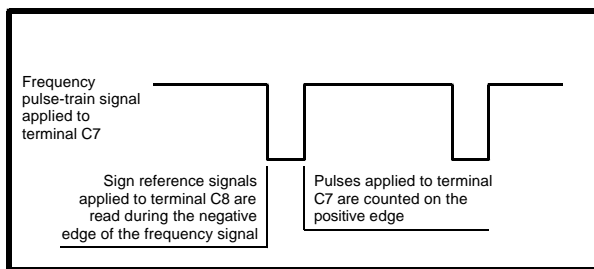 Frequency
pulse-train signal
applied to
terminal C7
Sign reference signals
applied to terminal C8 are
read during the negative
edge of the frequency signal
Pulses applied to terminal
C7 are counted on the
positive edge